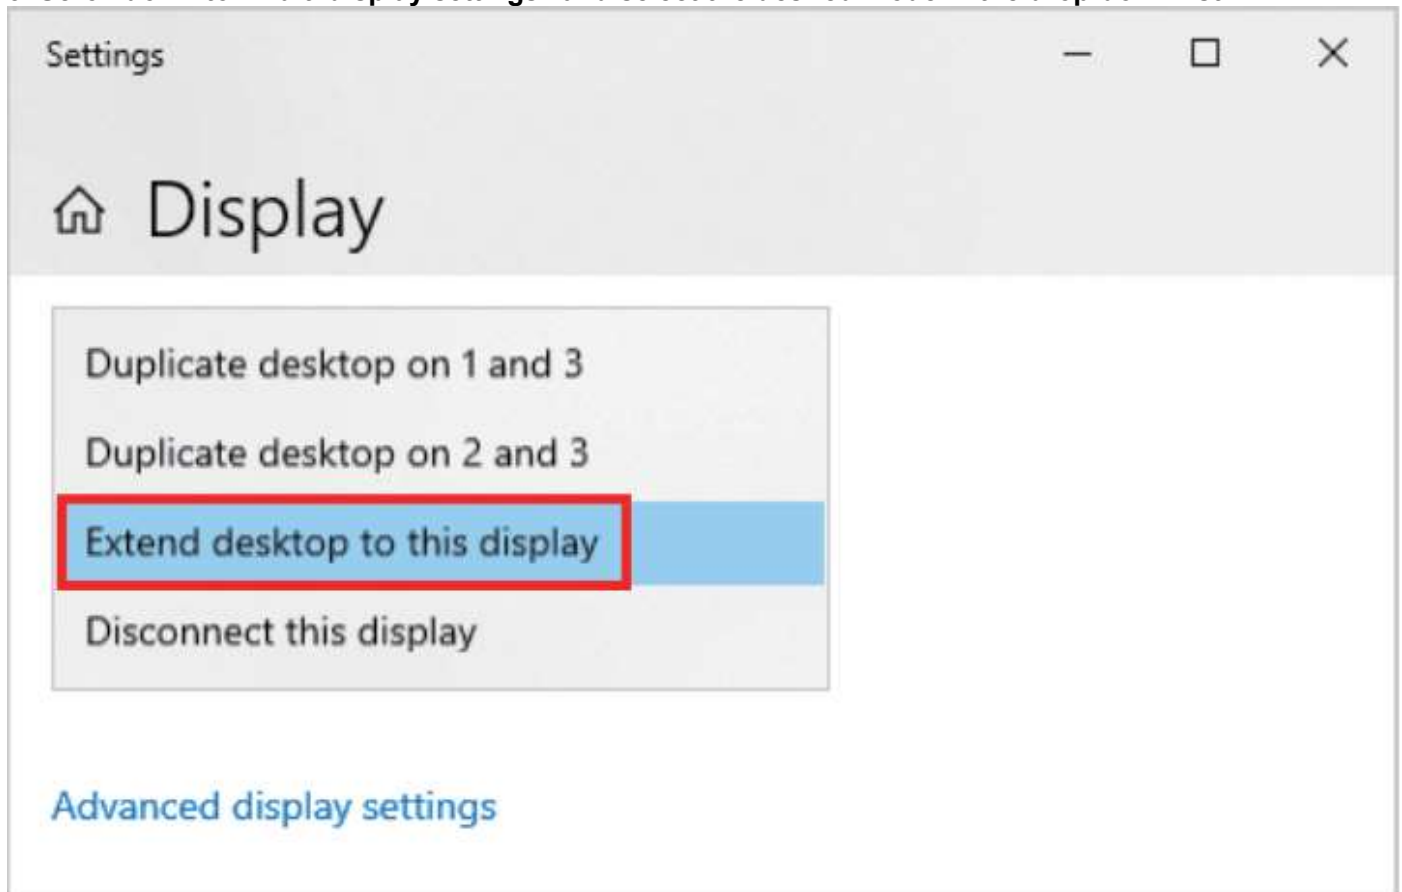 Settings
Display
Duplicate desktop on 1 and 3
Duplicate desktop on 2 and 3
Extend desktop to this display
Disconnect this display
Advanced display settings